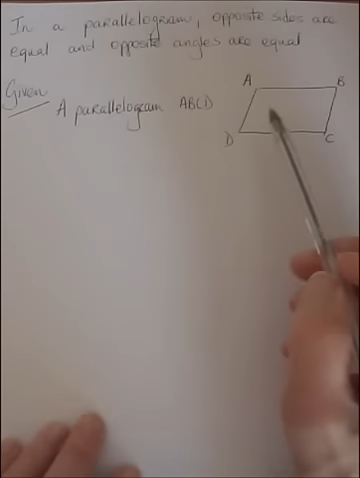 In a parallelogram, opposite sides are
equal and opposite angles are equal
Given
A parallelogram ABCD
A
B
D
C